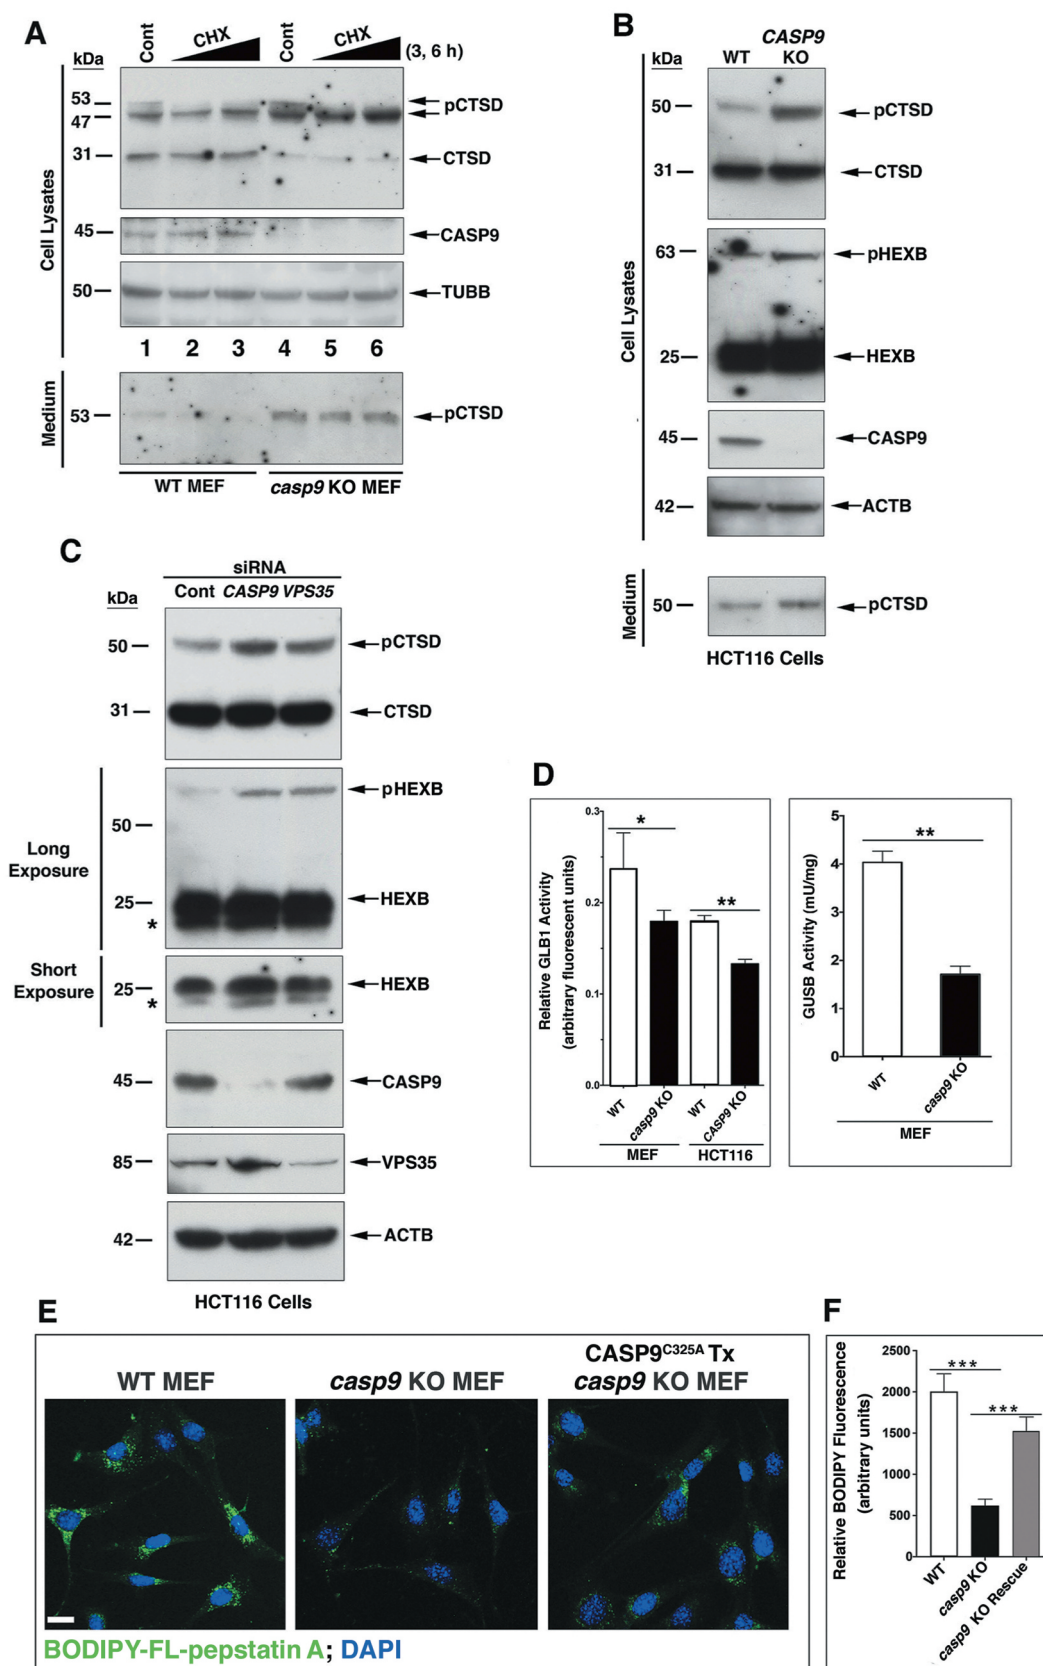 A
kDa
Cont
CHX
Cont
CHX
(3, 6 h)
53
47
31
pCTSD
CTSD
45
CASP9
50
TUBB
Cell Lysates
1 2 3 4 5 6
Medium
53
pCTSD
WT MEF
casp9 KO MEF
B
kDa
WT
CASP9
KO
50
pCTSD
31
CTSD
63
pHEXB
25
HEXB
Cell Lysates
45
CASP9
42
ACTB
Medium
50
pCTSD
HCT116 Cells
C
siRNA
kDa
Cont CASP9 VPS35
50
pCTSD
31
CTSD
Long
Exposure
pHEXB
50
25
HEXB
*
Short
Exposure
25
HEXB
*
45
CASP9
85
VPS35
42
ACTB
HCT116 Cells
D
Relative GLB1 Activity
(arbitrary fluorescent units)
0.3
0.2
0.1
0.0
*
**
WT
casp9 KO
WT
CASP9 KO
MEF
HCT116
GUSB Activity (mU/mg)
5
4
3
2
1
0
**
WT
casp9 KO
MEF
E
WT MEF
casp9 KO MEF
CASP9C325A Tx
casp9 KO MEF
BODIPY-FL-pepstatin A; DAPI
F
Relative BODIPY Fluorescence
(arbitrary units)
2500
2000
1500
1000
500
0
***
***
WT
casp9 KO
casp9 KO Rescue